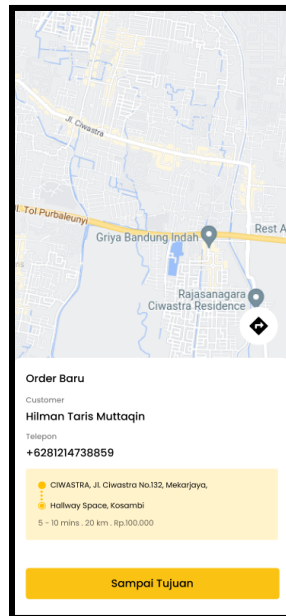 Jl. Ciwastra
Jl. Tol Purbaleunyi
Griya Bandung Indah
Rest A
Rajasanagara
Ciwastra Residence
Order Baru
Customer
Hilman Taris Muttaqin
Telepon
+6281214738859
CIWASTRA, Jl. Ciwastra No.132, Mekarjaya,
Hallway Space, Kosambi
5 - 10 mins . 20 km . Rp.100.000
Sampai Tujuan